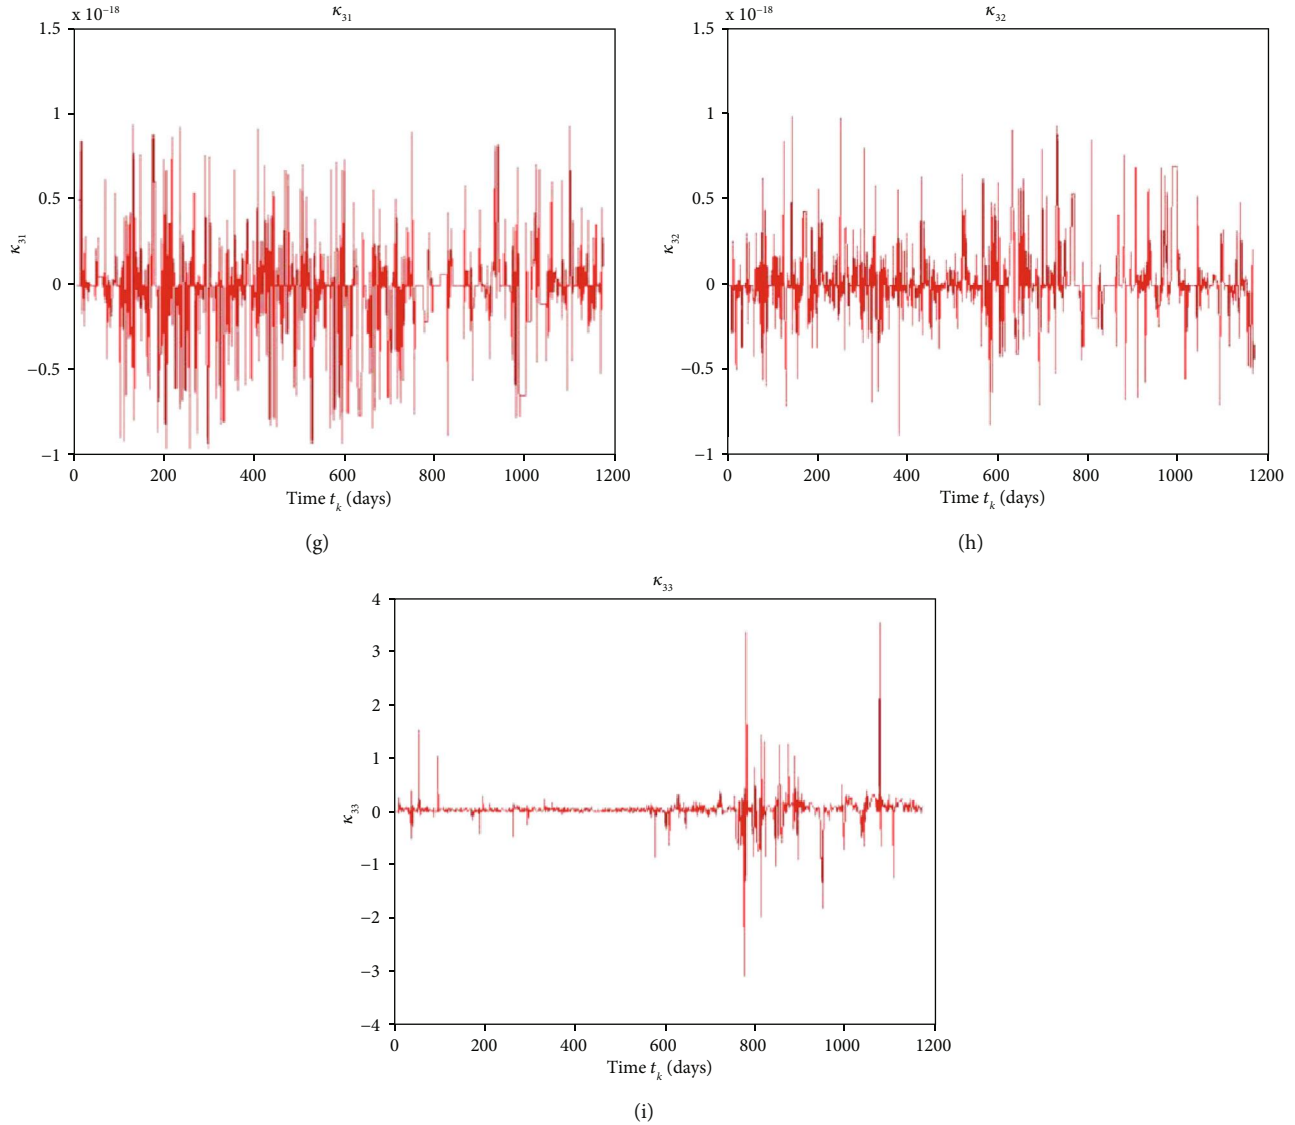 x 10⁻¹⁸
κ₃₁
1.5
1
0.5
0
−0.5
−1
κ₃₁
0 200 400 600 800 1000 1200
Time tₖ (days)
(g)
x 10⁻¹⁸
κ₃₂
1.5
1
0.5
0
−0.5
−1
κ₃₂
0 200 400 600 800 1000 1200
Time tₖ (days)
(h)
κ₃₃
4
3
2
1
0
−1
−2
−3
−4
κ₃₃
0 200 400 600 800 1000 1200
Time tₖ (days)
(i)